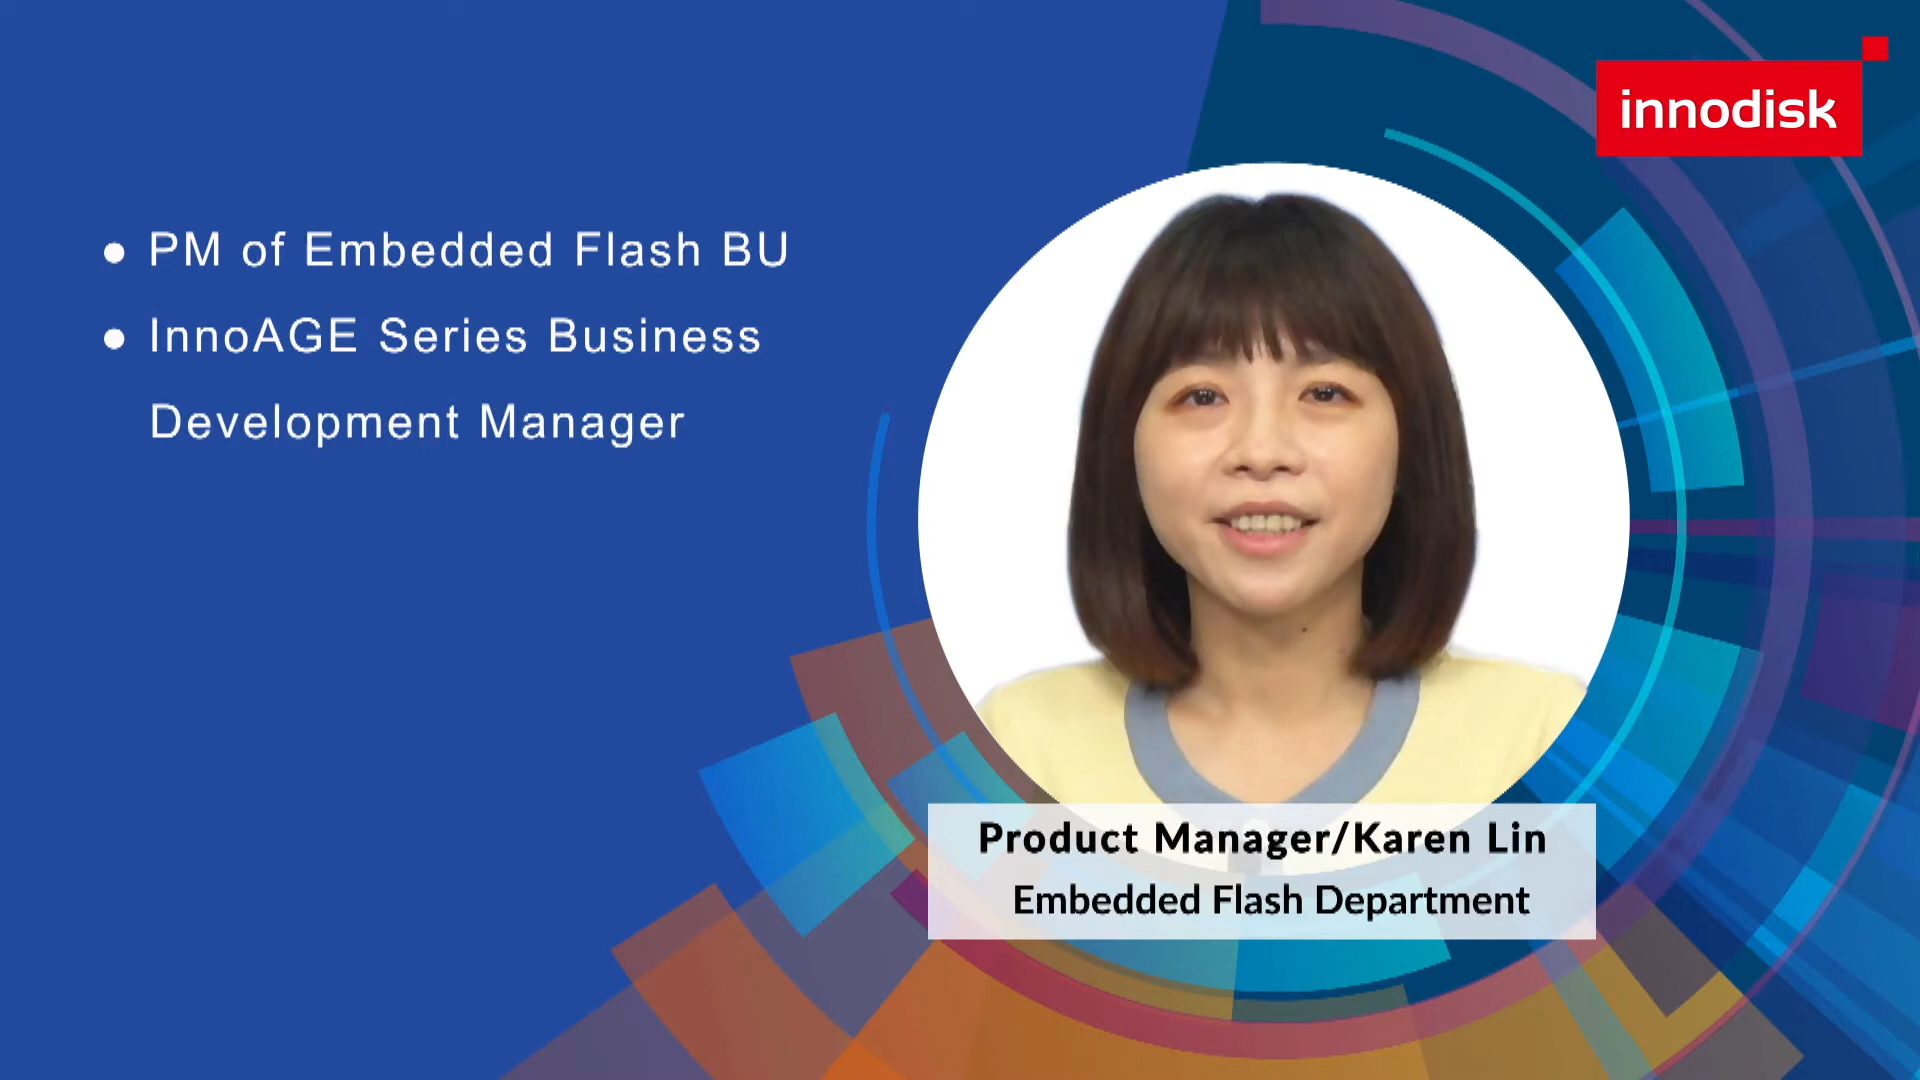 innodisk
● PM of Embedded Flash BU
● InnoAGE Series Business
Development Manager
Product Manager/Karen Lin
Embedded Flash Department